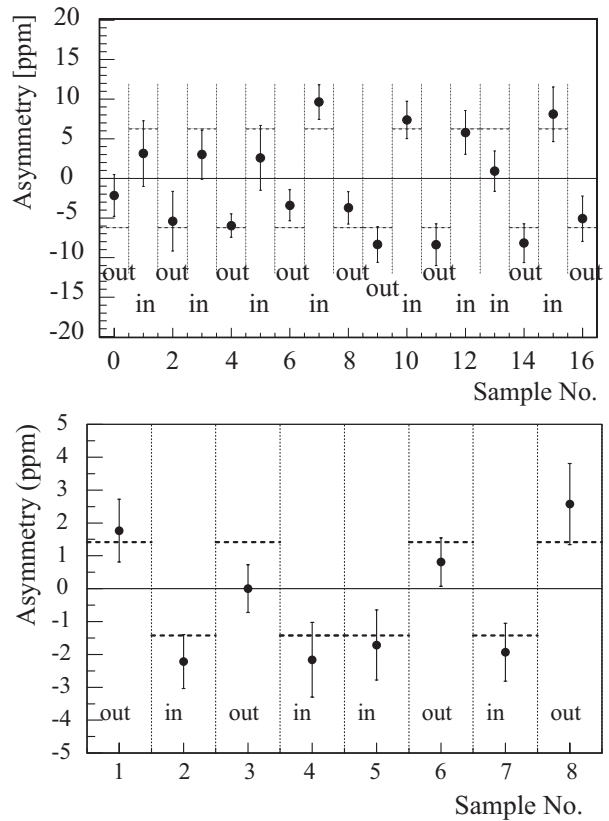 Asymmetry [ppm]
20
15
10
5
0
-5
-10
-15
-20
out in out in out in out in out out in out in in out in out
0 2 4 6 8 10 12 14 16
Sample No.
Asymmetry (ppm)
5
4
3
2
1
0
-1
-2
-3
-4
-5
out in out in in out in out
1 2 3 4 5 6 7 8
Sample No.